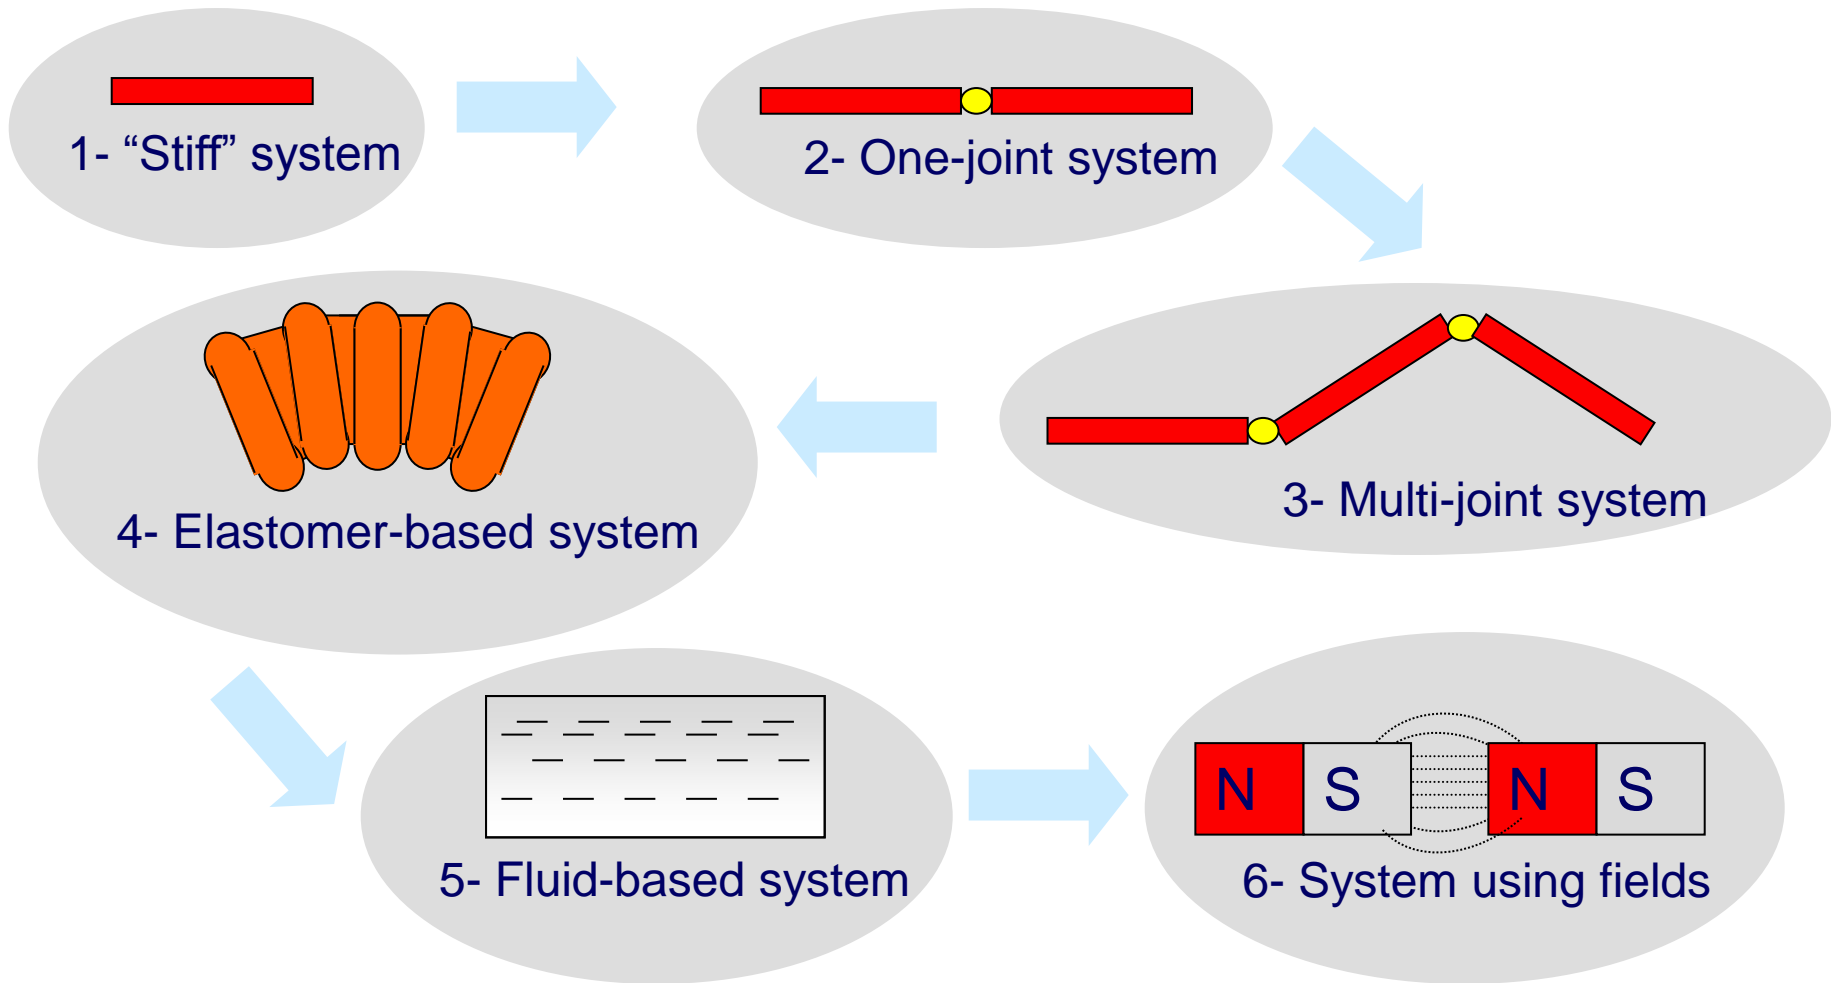 1- “Stiff” system
2- One-joint system
3- Multi-joint system
4- Elastomer-based system
5- Fluid-based system
N S N S
6- System using fields